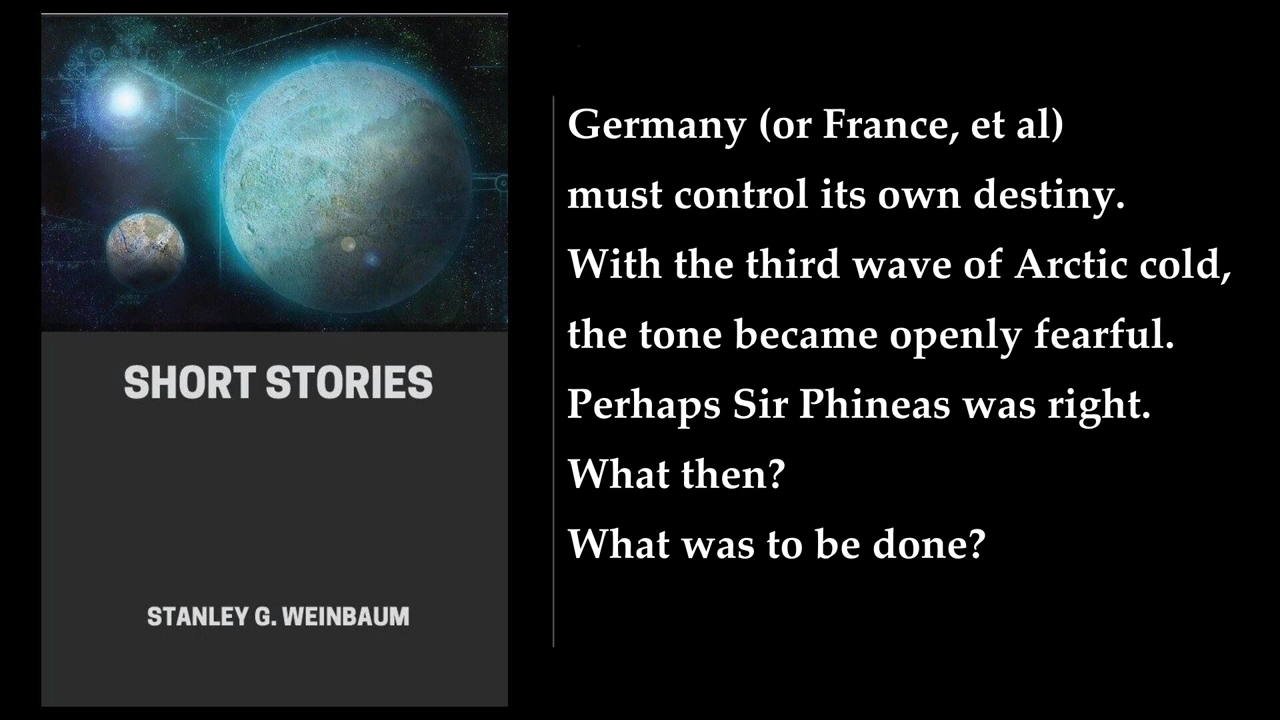 SHORT STORIES
STANLEY G. WEINBAUM
Germany (or France, et al)
must control its own destiny.
With the third wave of Arctic cold,
the tone became openly fearful.
Perhaps Sir Phineas was right.
What then?
What was to be done?